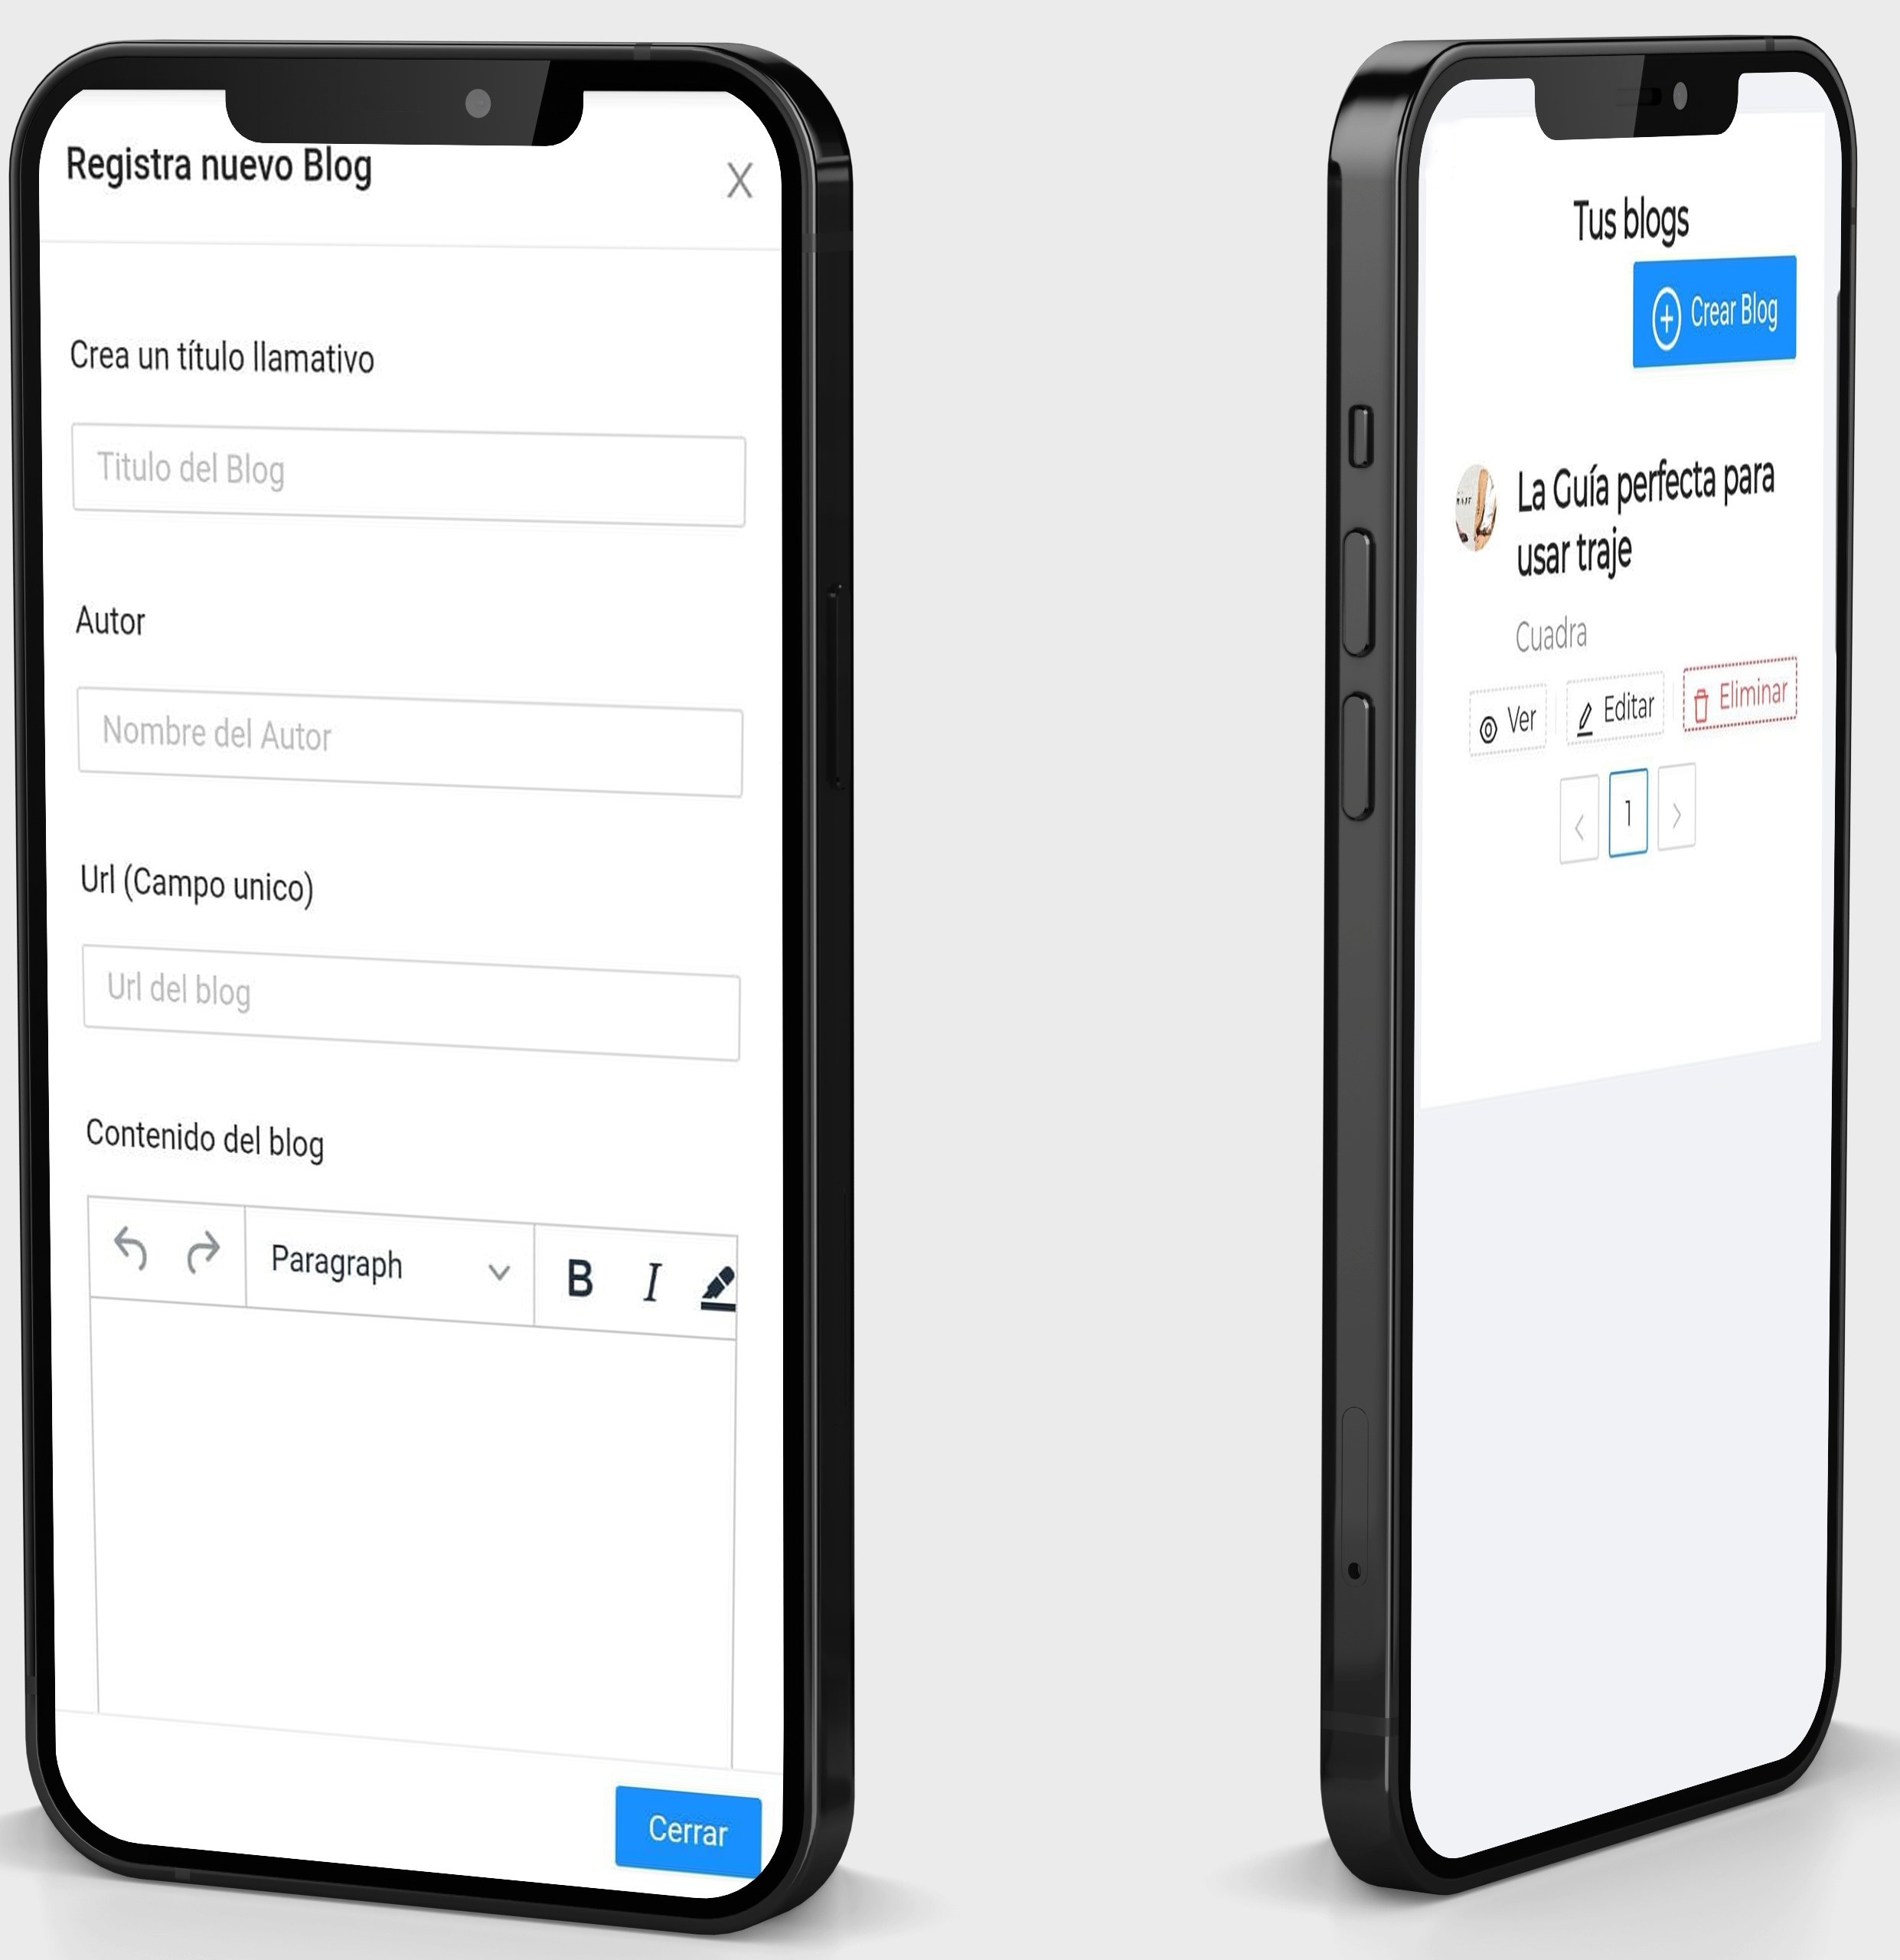 Registra nuevo Blog
X
Crea un título llamativo
Titulo del Blog
Autor
Nombre del Autor
Url (Campo unico)
Url del blog
Contenido del blog
Paragraph
B I
Cerrar
Tus blogs
Crear Blog
La Guía perfecta para
usar traje
Cuadra
Ver Editar Eliminar
< 1 >